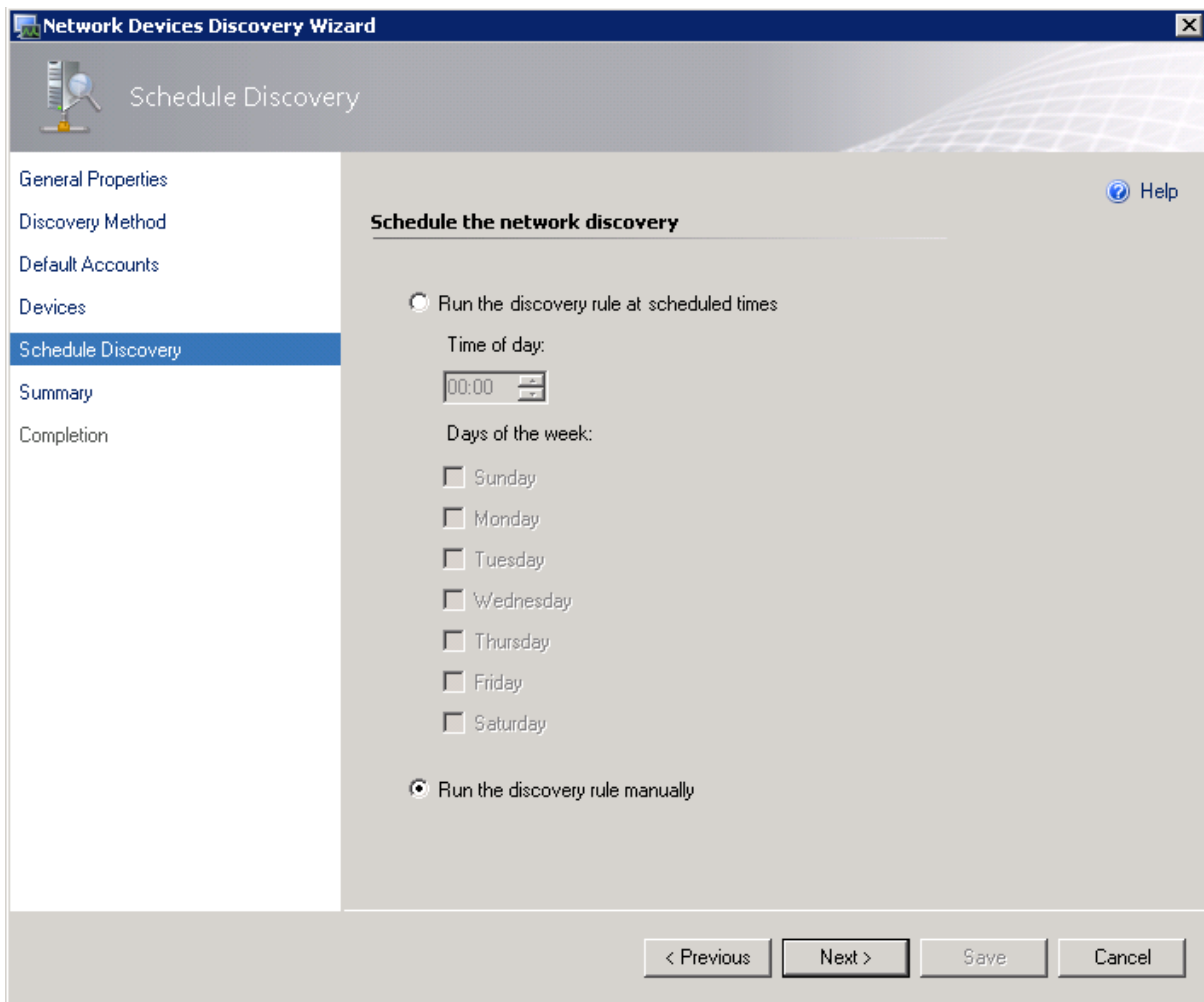 Network Devices Discovery Wizard
Schedule Discovery
General Properties
Discovery Method
Default Accounts
Devices
Schedule Discovery
Summary
Completion
Help
Schedule the network discovery
Run the discovery rule at scheduled times
Time of day:
00:00
Days of the week:
Sunday
Monday
Tuesday
Wednesday
Thursday
Friday
Saturday
Run the discovery rule manually
< Previous
Next >
Save
Cancel